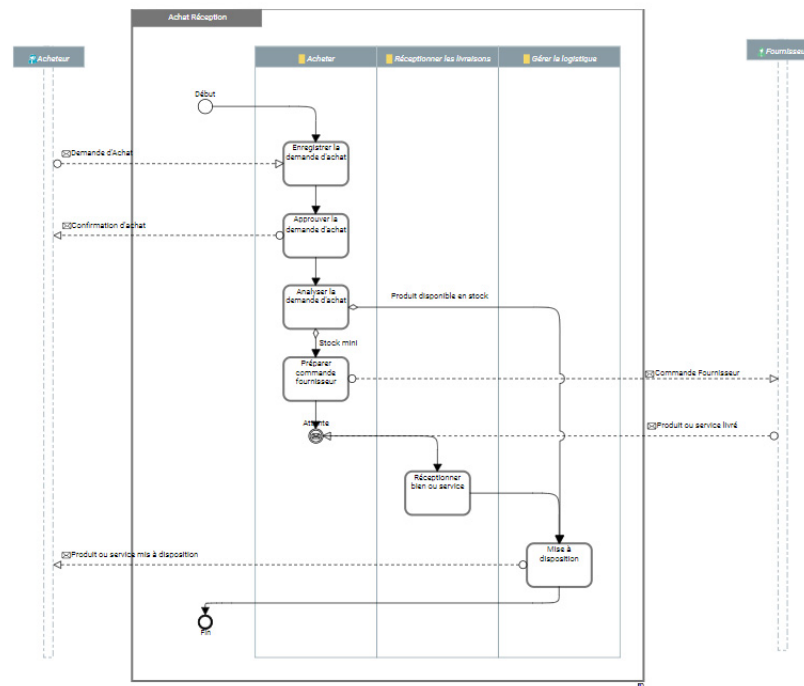 Achat Réception
Acheteur
Acheter
Réceptionner les livraisons
Gérer la logistique
Fournisseur
Début
Enregistrer la
demande d'achat
Demande d'Achat
Approuver la
demande d'achat
Confirmation d'achat
Analyser la
demande d'achat
Produit disponible en stock
Stock mini
Préparer
commande
fournisseur
Commande Fournisseur
Attente
Produit ou service livré
Réceptionner
bien ou service
Mise à
disposition
Produit ou service mis à disposition
Fin